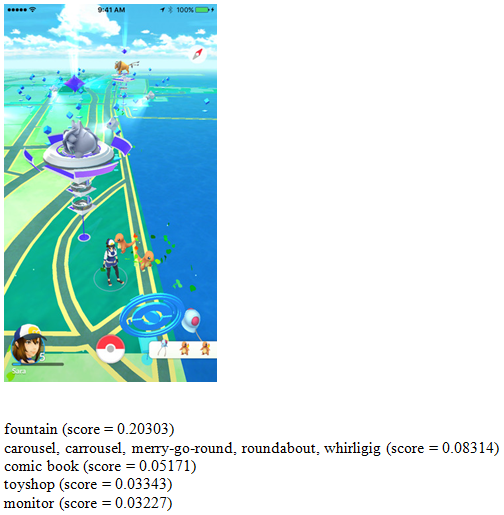 9:41 AM
100%
5
Sara
fountain (score = 0.20303)
carousel, carrousel, merry-go-round, roundabout, whirligig (score = 0.08314)
comic book (score = 0.05171)
toyshop (score = 0.03343)
monitor (score = 0.03227)